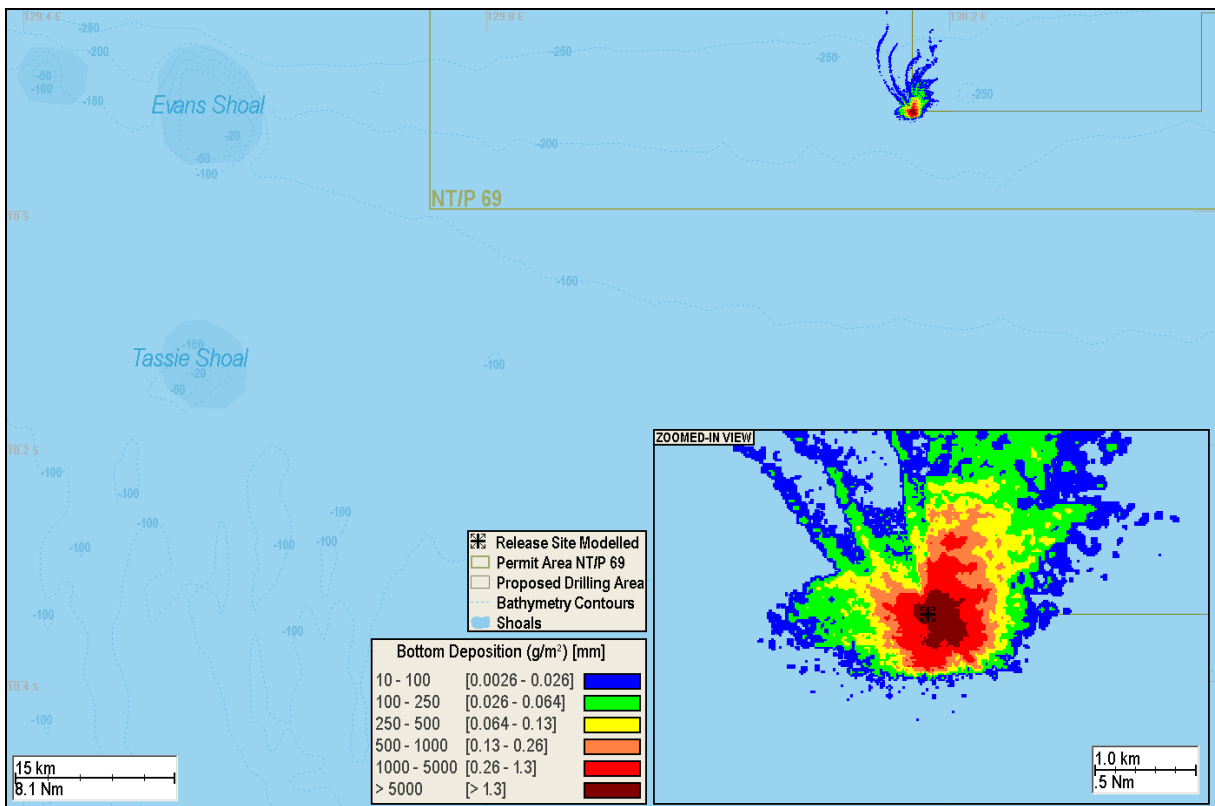 129.4 E
129.8 E
130.2 E
-250
-200
-50
-100
-150
Evans Shoal
-20
-50
-100
-250
-250
-250
-200
NT/P 69
10 S
-150
-100
Tassie Shoal
-100
-20
-50
10.2 S
-100
-100
-100
-100
-100
-100
-100
-100
-100
-100
10.4 S
-100
ZOOMED-IN VIEW
Release Site Modelled
Permit Area NT/P 69
Proposed Drilling Area
Bathymetry Contours
Shoals
Bottom Deposition (g/m²) [mm]
10 - 100 [0.0026 - 0.026]
100 - 250 [0.026 - 0.064]
250 - 500 [0.064 - 0.13]
500 - 1000 [0.13 - 0.26]
1000 - 5000 [0.26 - 1.3]
> 5000 [> 1.3]
15 km
8.1 Nm
1.0 km
.5 Nm